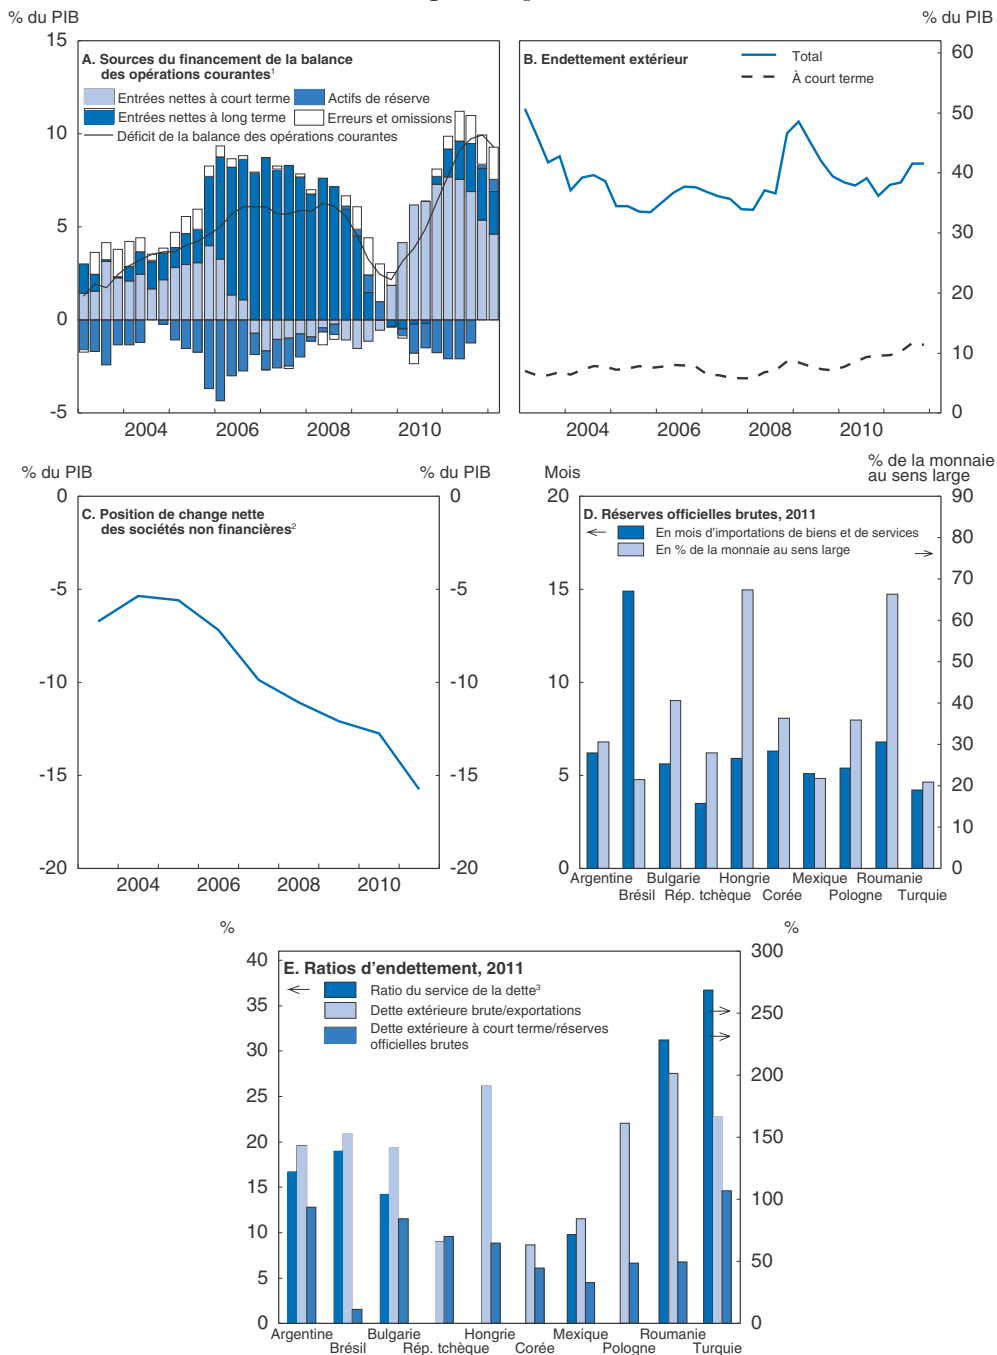 % du PIB
% du PIB
A. Sources du financement de la balance
des opérations courantes¹
Entrées nettes à court terme
Actifs de réserve
Entrées nettes à long terme
Erreurs et omissions
Déficit de la balance des opérations courantes
15
10
5
0
-5
2004
2006
2008
2010
B. Endettement extérieur
Total
À court terme
60
50
40
30
20
10
0
2004
2006
2008
2010
% du PIB
% du PIB
C. Position de change nette
des sociétés non financières²
-0
-5
-10
-15
-20
-0
-5
-10
-15
-20
2004
2006
2008
2010
Mois
% de la monnaie
au sens large
D. Réserves officielles brutes, 2011
En mois d'importations de biens et de services
En % de la monnaie au sens large
20
15
10
5
0
90
80
70
60
50
40
30
20
10
0
Argentine
Bulgarie
Hongrie
Mexique
Roumanie
Brésil
Rép. tchèque
Corée
Pologne
Turquie
%
%
E. Ratios d'endettement, 2011
Ratio du service de la dette³
Dette extérieure brute/exportations
Dette extérieure à court terme/réserves
officielles brutes
40
35
30
25
20
15
10
5
0
300
250
200
150
100
50
0
Argentine
Bulgarie
Hongrie
Mexique
Roumanie
Brésil
Rép. tchèque
Corée
Pologne
Turquie